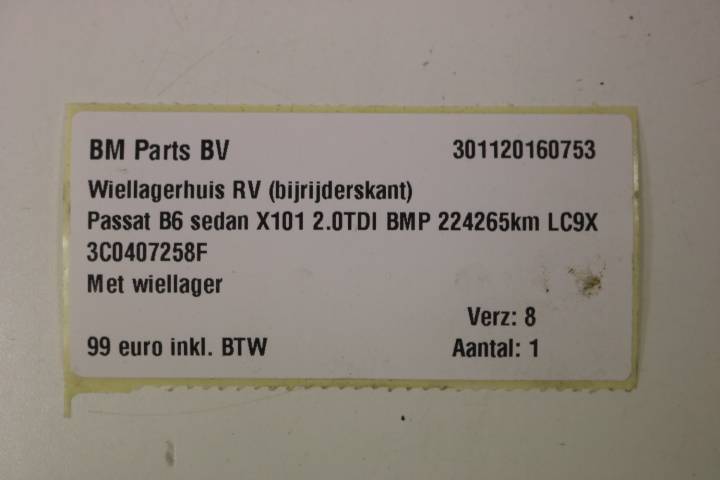 BM Parts BV 301120160753
Wiellagerhuis RV (bijrijderskant)
Passat B6 sedan X101 2.0TDI BMP 224265km LC9X
3C0407258F
Met wiellager
Verz: 8
99 euro inkl. BTW Aantal: 1